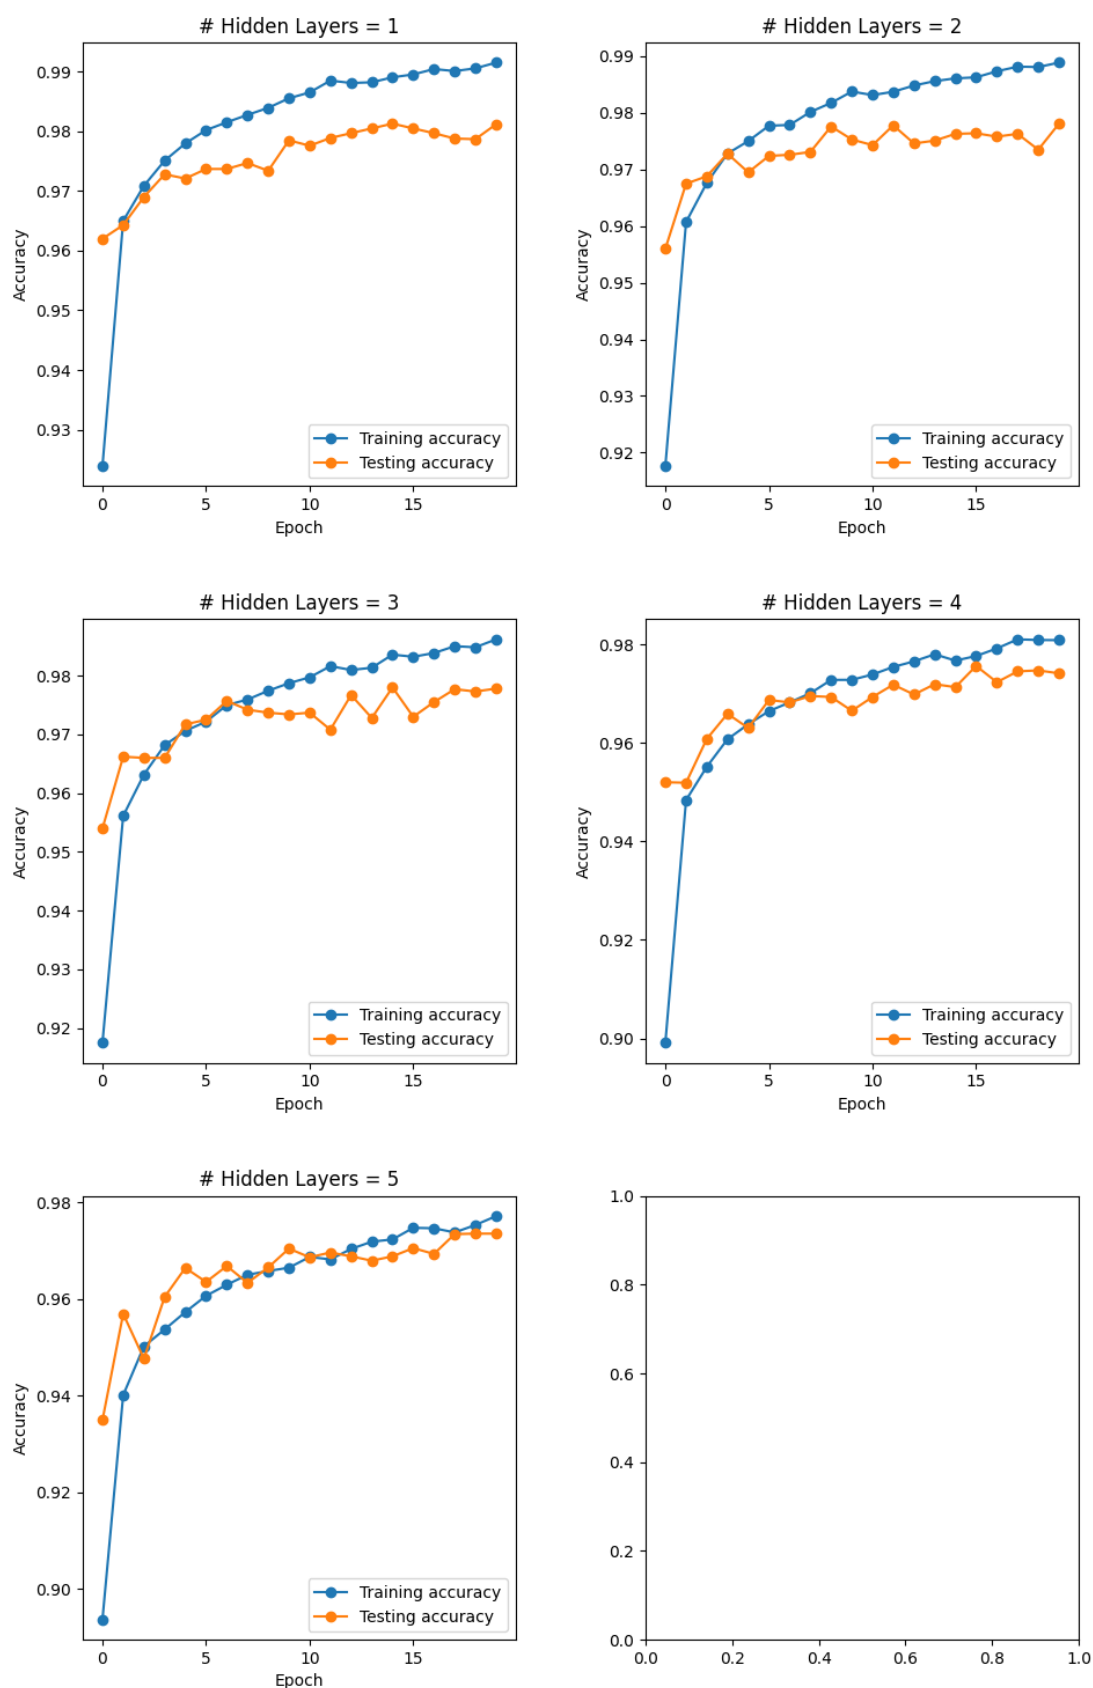 # Hidden Layers = 1
0.99
0.98
0.97
0.96
0.95
0.94
0.93
Accuracy
Training accuracy
Testing accuracy
0 5 10 15
Epoch
# Hidden Layers = 2
0.99
0.98
0.97
0.96
0.95
0.94
0.93
0.92
Accuracy
Training accuracy
Testing accuracy
0 5 10 15
Epoch
# Hidden Layers = 3
0.98
0.97
0.96
0.95
0.94
0.93
0.92
Accuracy
Training accuracy
Testing accuracy
0 5 10 15
Epoch
# Hidden Layers = 4
0.98
0.96
0.94
0.92
0.90
Accuracy
Training accuracy
Testing accuracy
0 5 10 15
Epoch
# Hidden Layers = 5
0.98
0.96
0.94
0.92
0.90
Accuracy
Training accuracy
Testing accuracy
0 5 10 15
Epoch
1.0
0.8
0.6
0.4
0.2
0.0
0.0 0.2 0.4 0.6 0.8 1.0